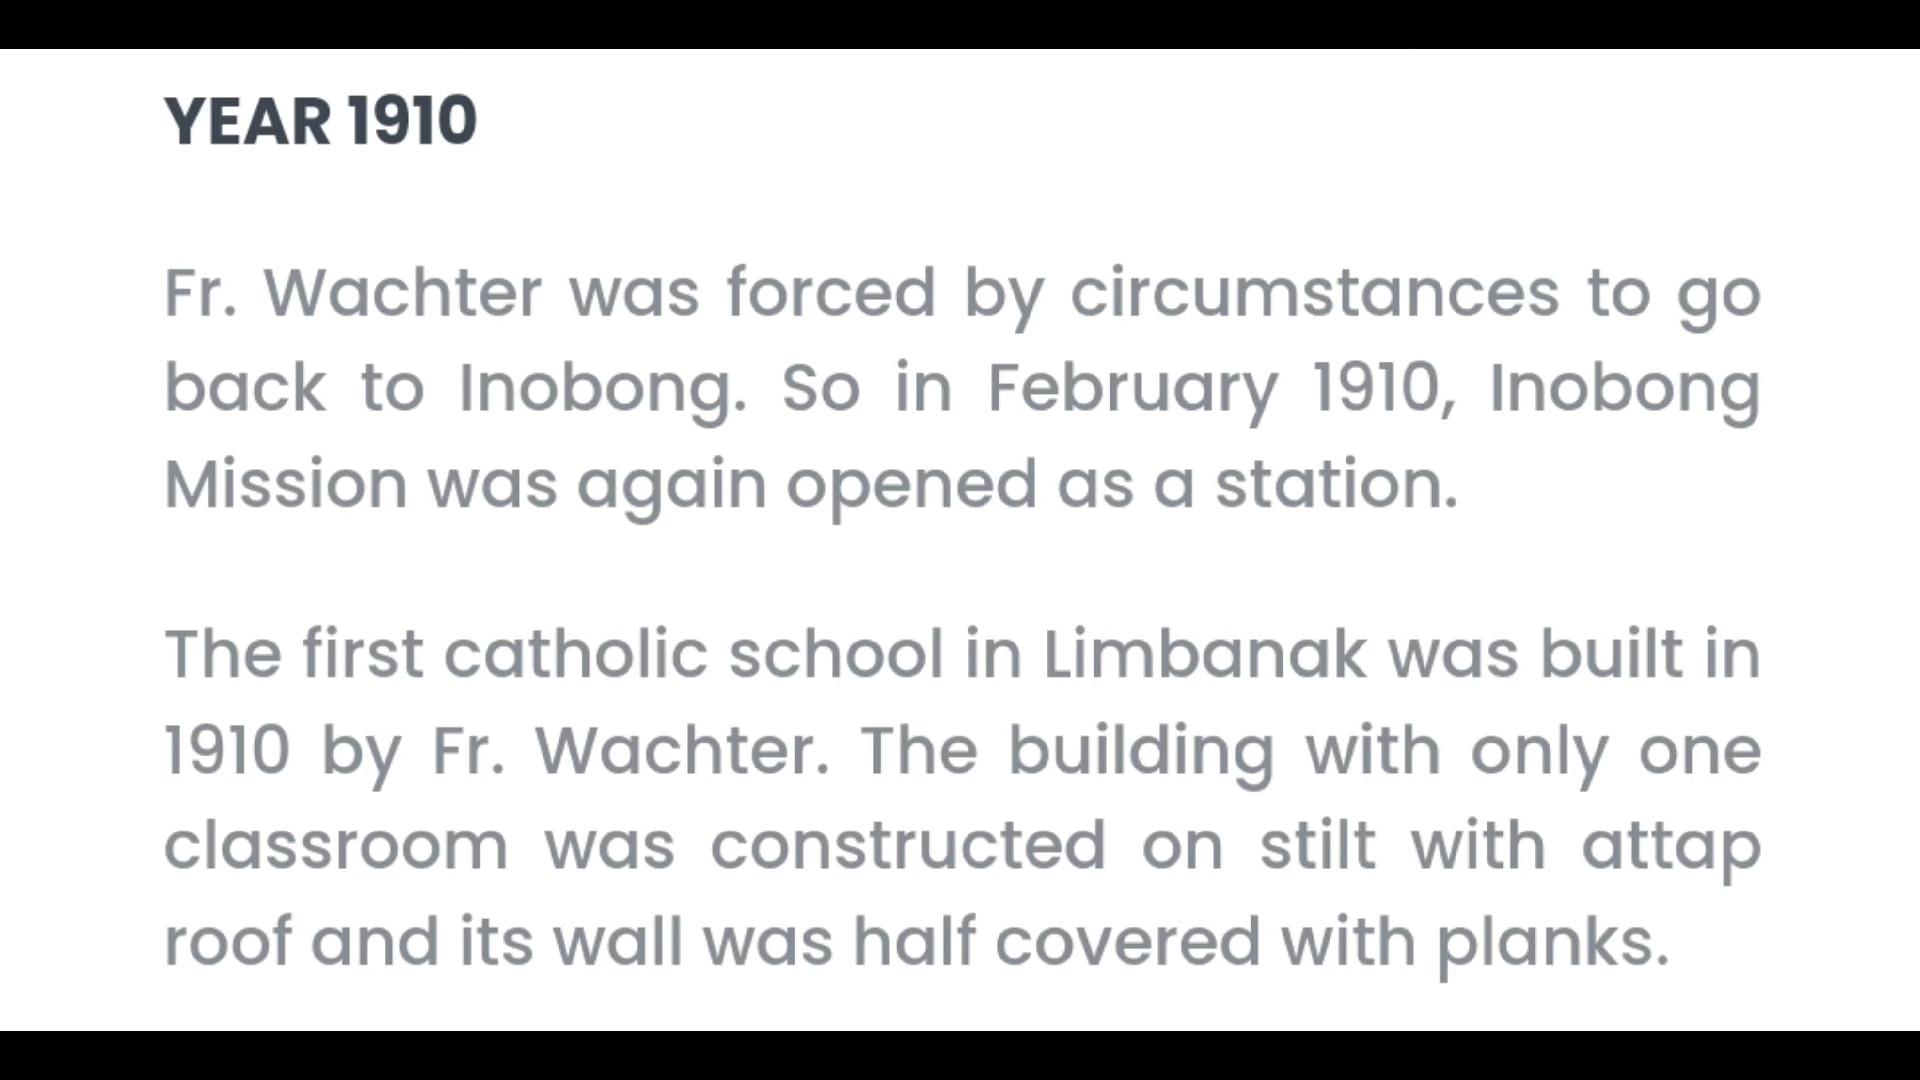 YEAR 1910
Fr. Wachter was forced by circumstances to go
back to Inobong. So in February 1910, Inobong
Mission was again opened as a station.
The first catholic school in Limbanak was built in
1910 by Fr. Wachter. The building with only one
classroom was constructed on stilt with attap
roof and its wall was half covered with planks.